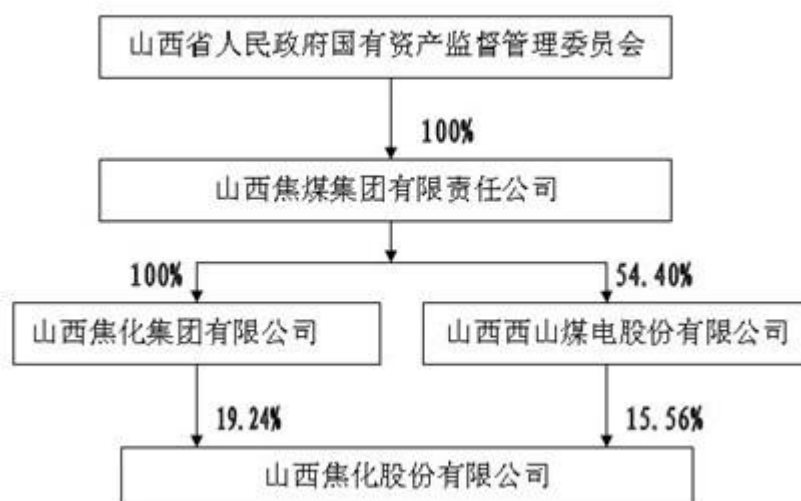 山西省人民政府国有资产监督管理委员会
100%
山西焦煤集团有限责任公司
100%
54.40%
山西焦化集团有限公司
山西西山煤电股份有限公司
19.24%
15.56%
山西焦化股份有限公司